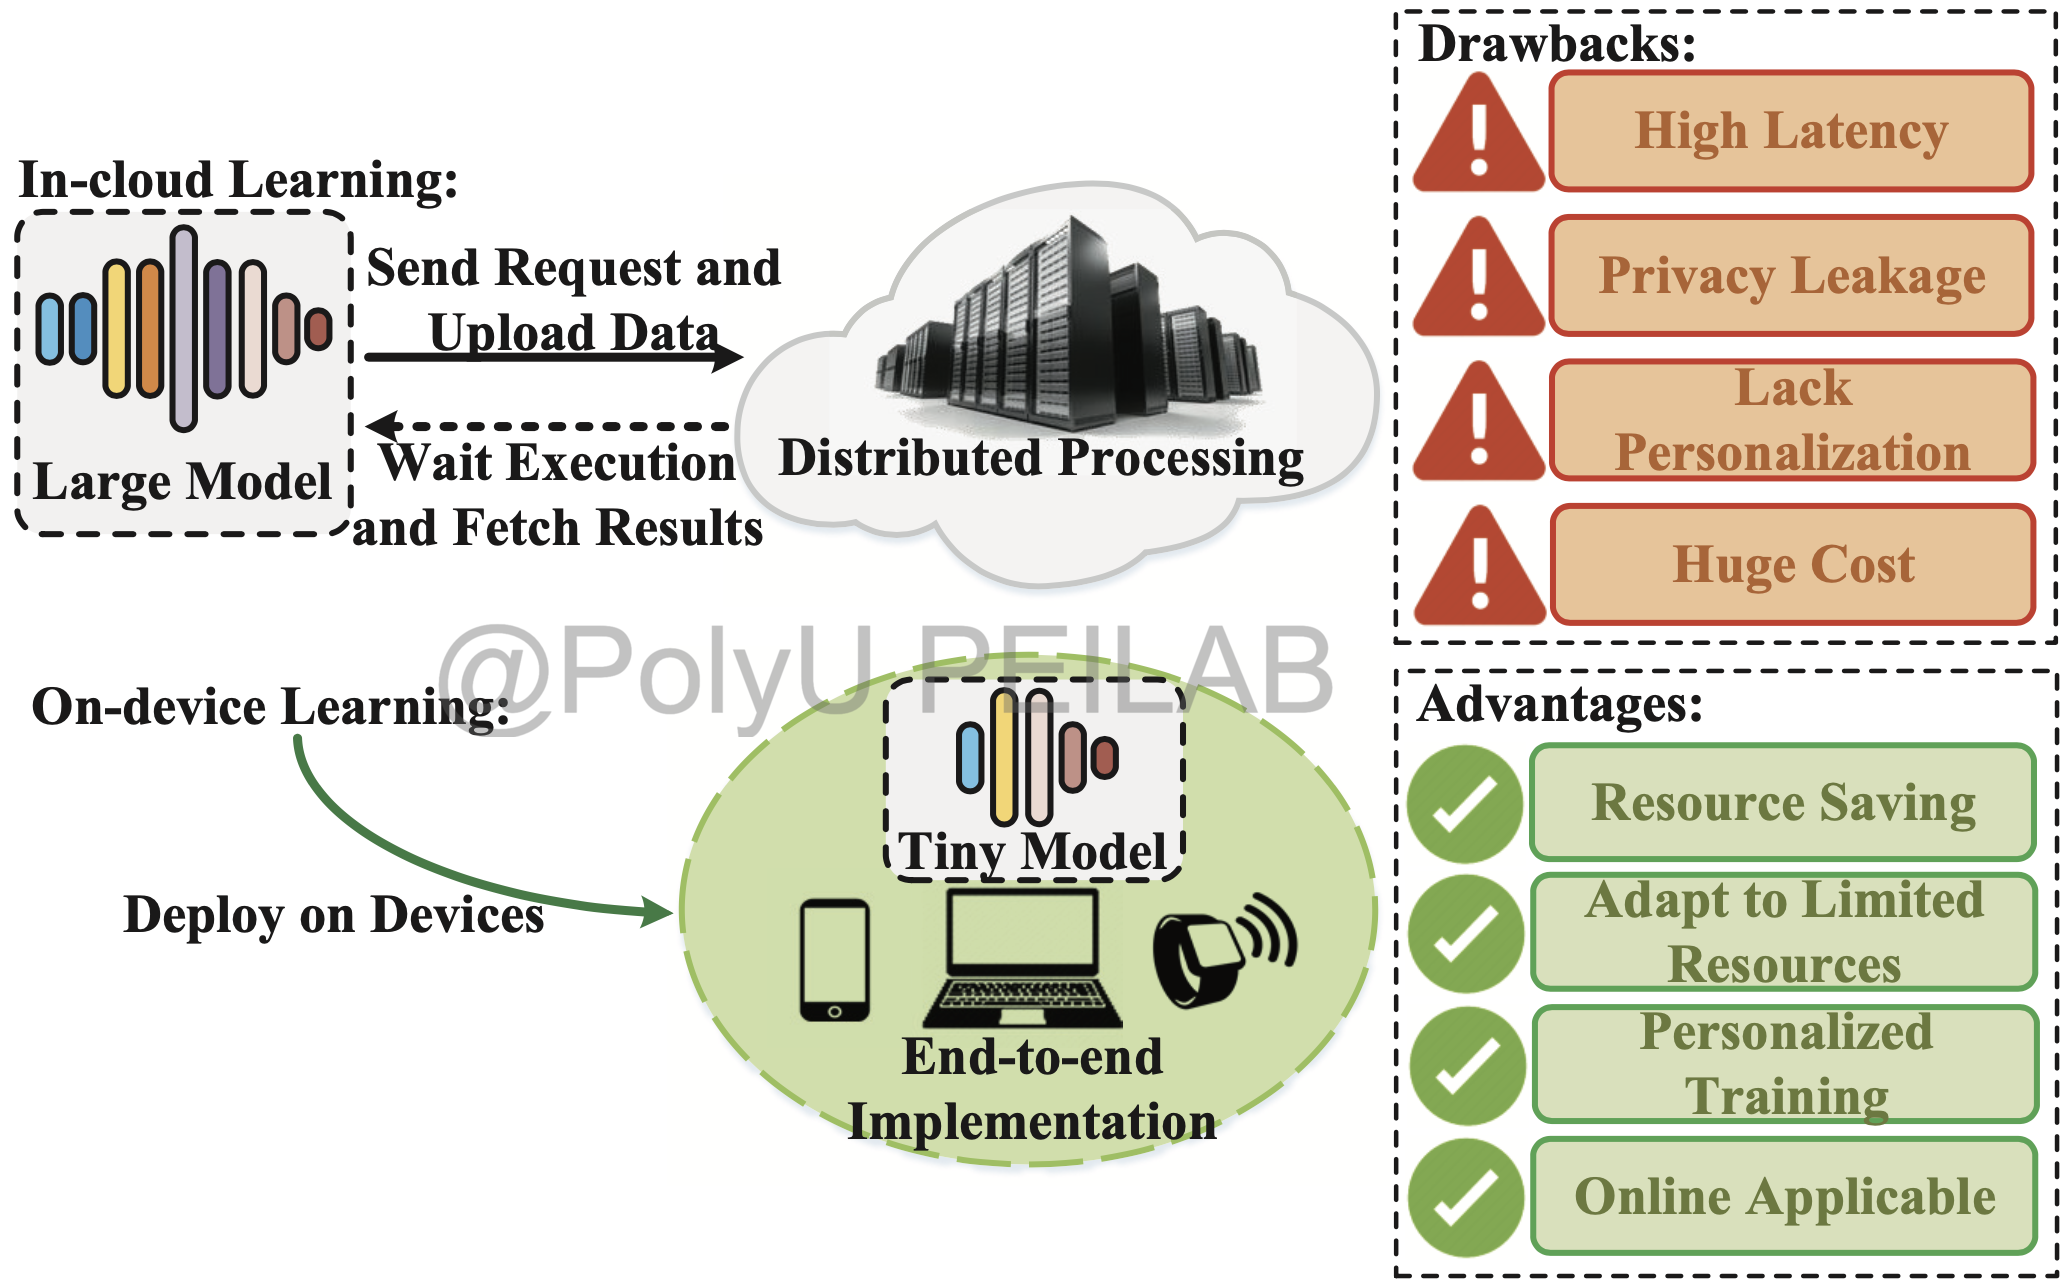 In-cloud Learning:
Large Model
Send Request and
Upload Data
Wait Execution
and Fetch Results
Distributed Processing
Drawbacks:
High Latency
Privacy Leakage
Lack
Personalization
Huge Cost
@PolyU PEILAB
On-device Learning:
Deploy on Devices
Tiny Model
End-to-end
Implementation
Advantages:
Resource Saving
Adapt to Limited
Resources
Personalized
Training
Online Applicable